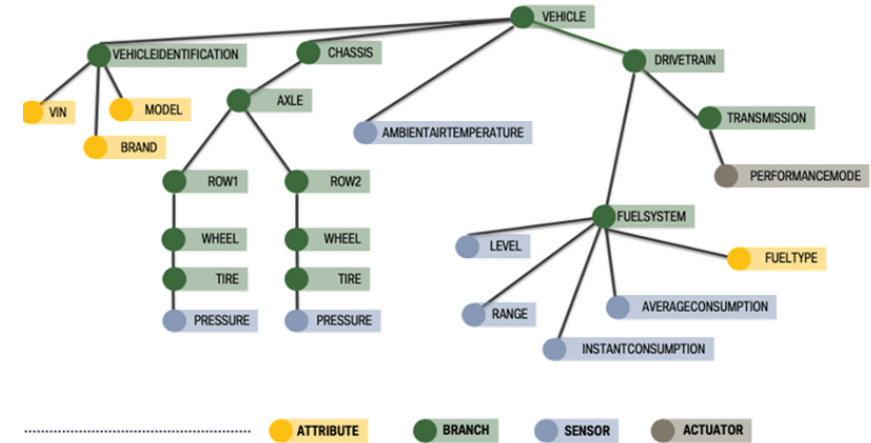 VEHICLE
VEHICLEIDENTIFICATION
CHASSIS
DRIVETRAIN
VIN
MODEL
AXLE
TRANSMISSION
BRAND
AMBIENTAIRTEMPERATURE
PERFORMANCEMODE
ROW1
ROW2
FUELSYSTEM
WHEEL
WHEEL
LEVEL
FUELTYPE
TIRE
TIRE
PRESSURE
PRESSURE
RANGE
AVERAGECONSUMPTION
INSTANTCONSUMPTION
ATTRIBUTE
BRANCH
SENSOR
ACTUATOR